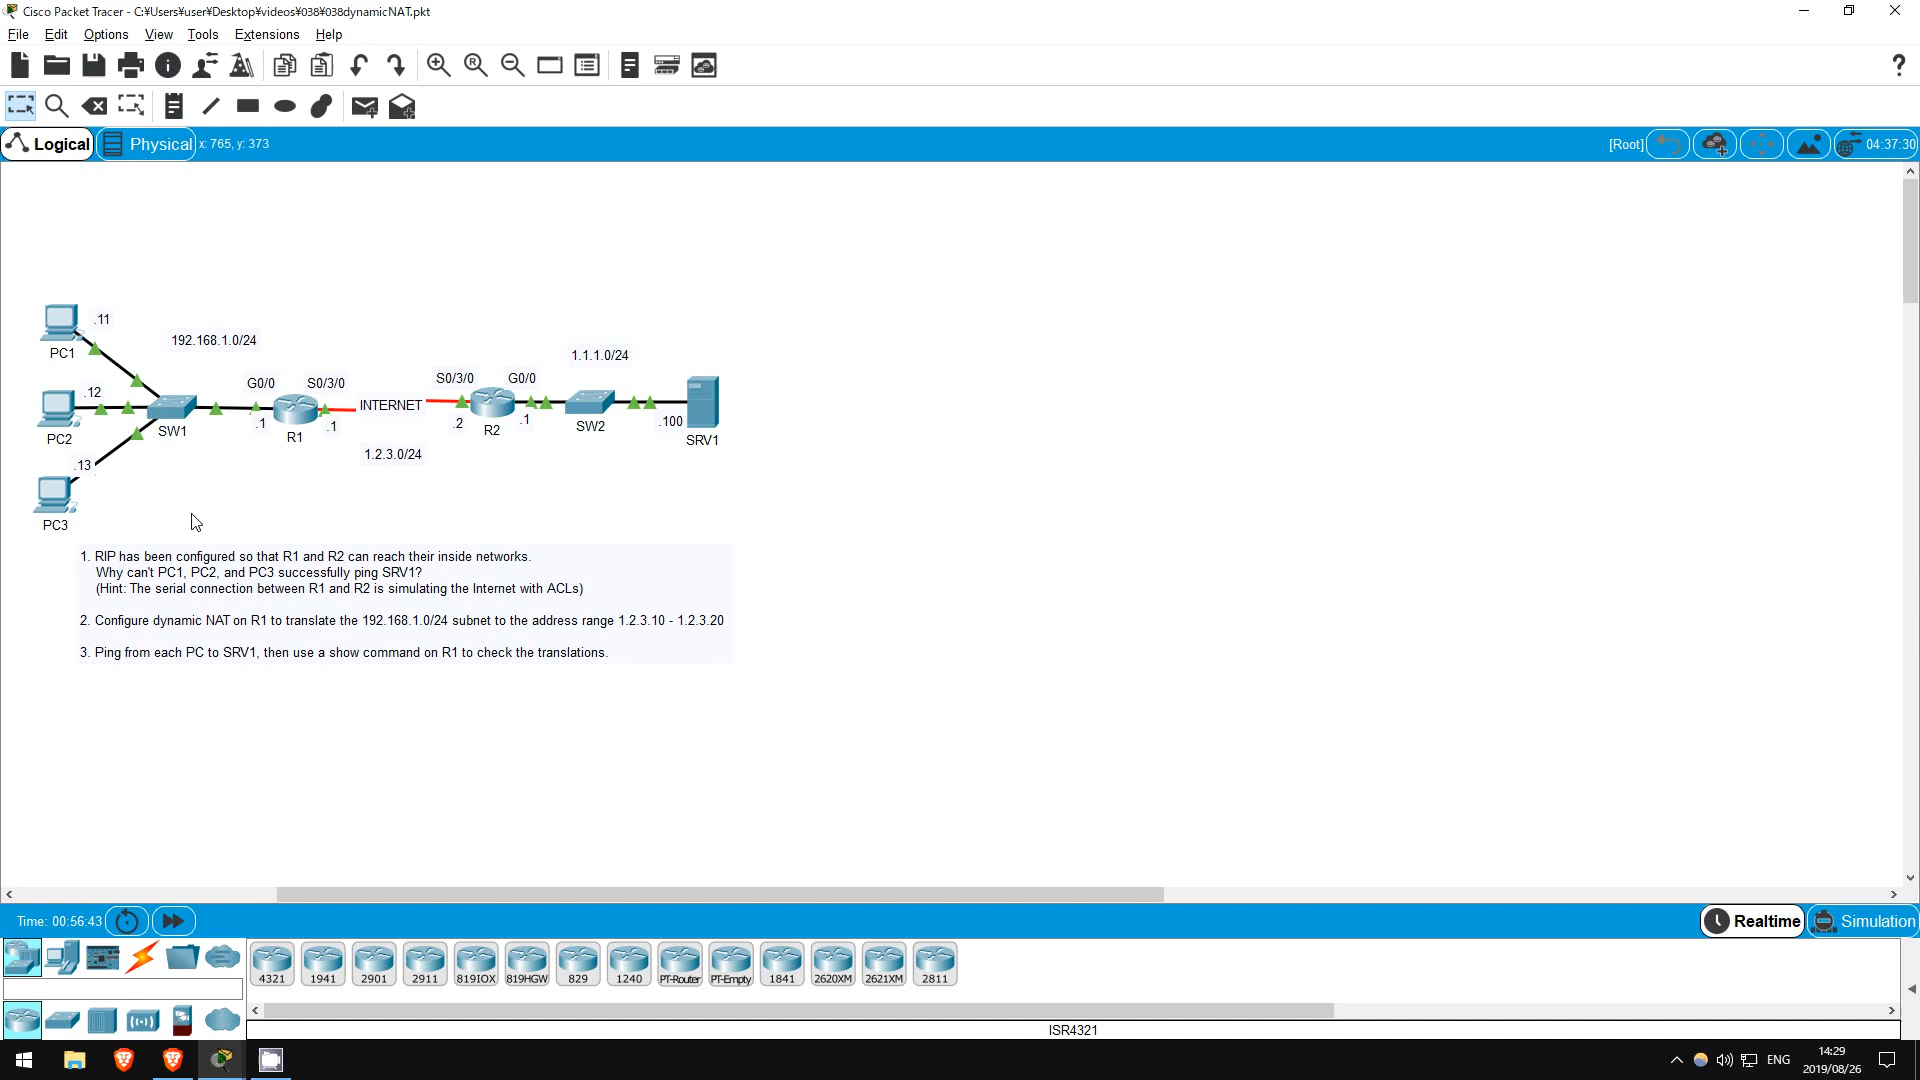 Cisco Packet Tracer - C:¥Users¥user¥Desktop¥videos¥038¥038dynamicNAT.pkt
File Edit Options View Tools Extensions Help
?
Logical Physical x: 765, y: 373 [Root] 04:37:30
.11
192.168.1.0/24
PC1
1.1.1.0/24
S0/3/0 G0/0
G0/0 S0/3/0
.12
INTERNET
.1 .1 .2 .1 .100
SW1 R1 R2 SW2 SRV1
PC2
1.2.3.0/24
.13
PC3
1. RIP has been configured so that R1 and R2 can reach their inside networks.
Why can't PC1, PC2, and PC3 successfully ping SRV1?
(Hint: The serial connection between R1 and R2 is simulating the Internet with ACLs)
2. Configure dynamic NAT on R1 to translate the 192.168.1.0/24 subnet to the address range 1.2.3.10 - 1.2.3.20
3. Ping from each PC to SRV1, then use a show command on R1 to check the translations.
Time: 00:56:43 Realtime Simulation
4321 1941 2901 2911 819IOX 819HGW 829 1240 PT-Router PT-Empty 1841 2620XM 2621XM 2811
ISR4321
ENG
14:29
2019/08/26